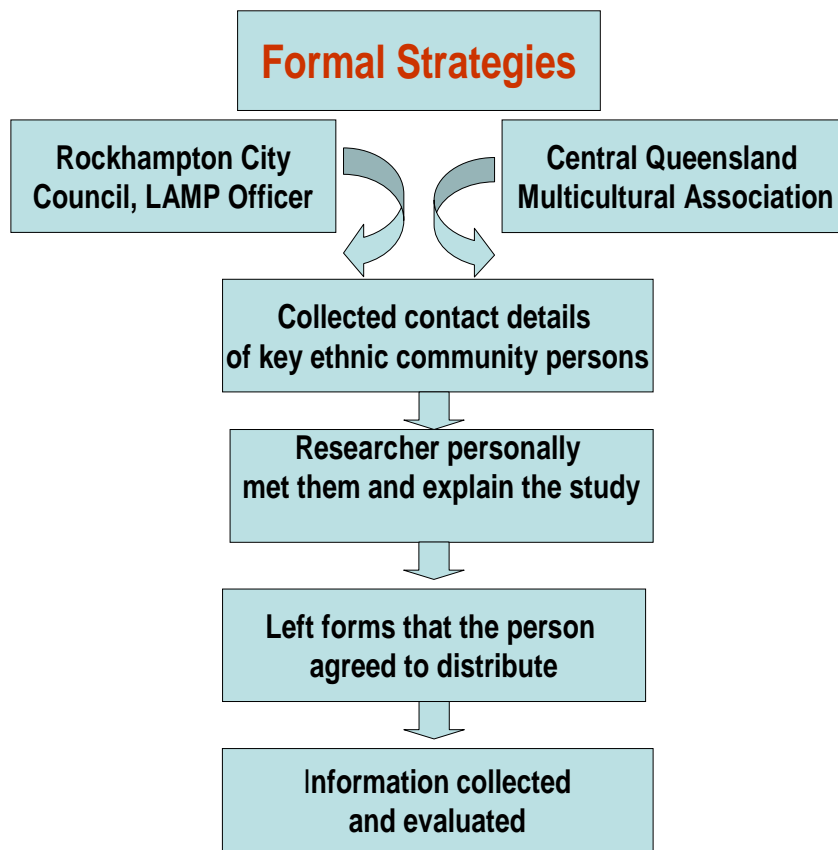 Formal Strategies
Rockhampton City
Council, LAMP Officer
Central Queensland
Multicultural Association
Collected contact details
of key ethnic community persons
Researcher personally
met them and explain the study
Left forms that the person
agreed to distribute
Information collected
and evaluated